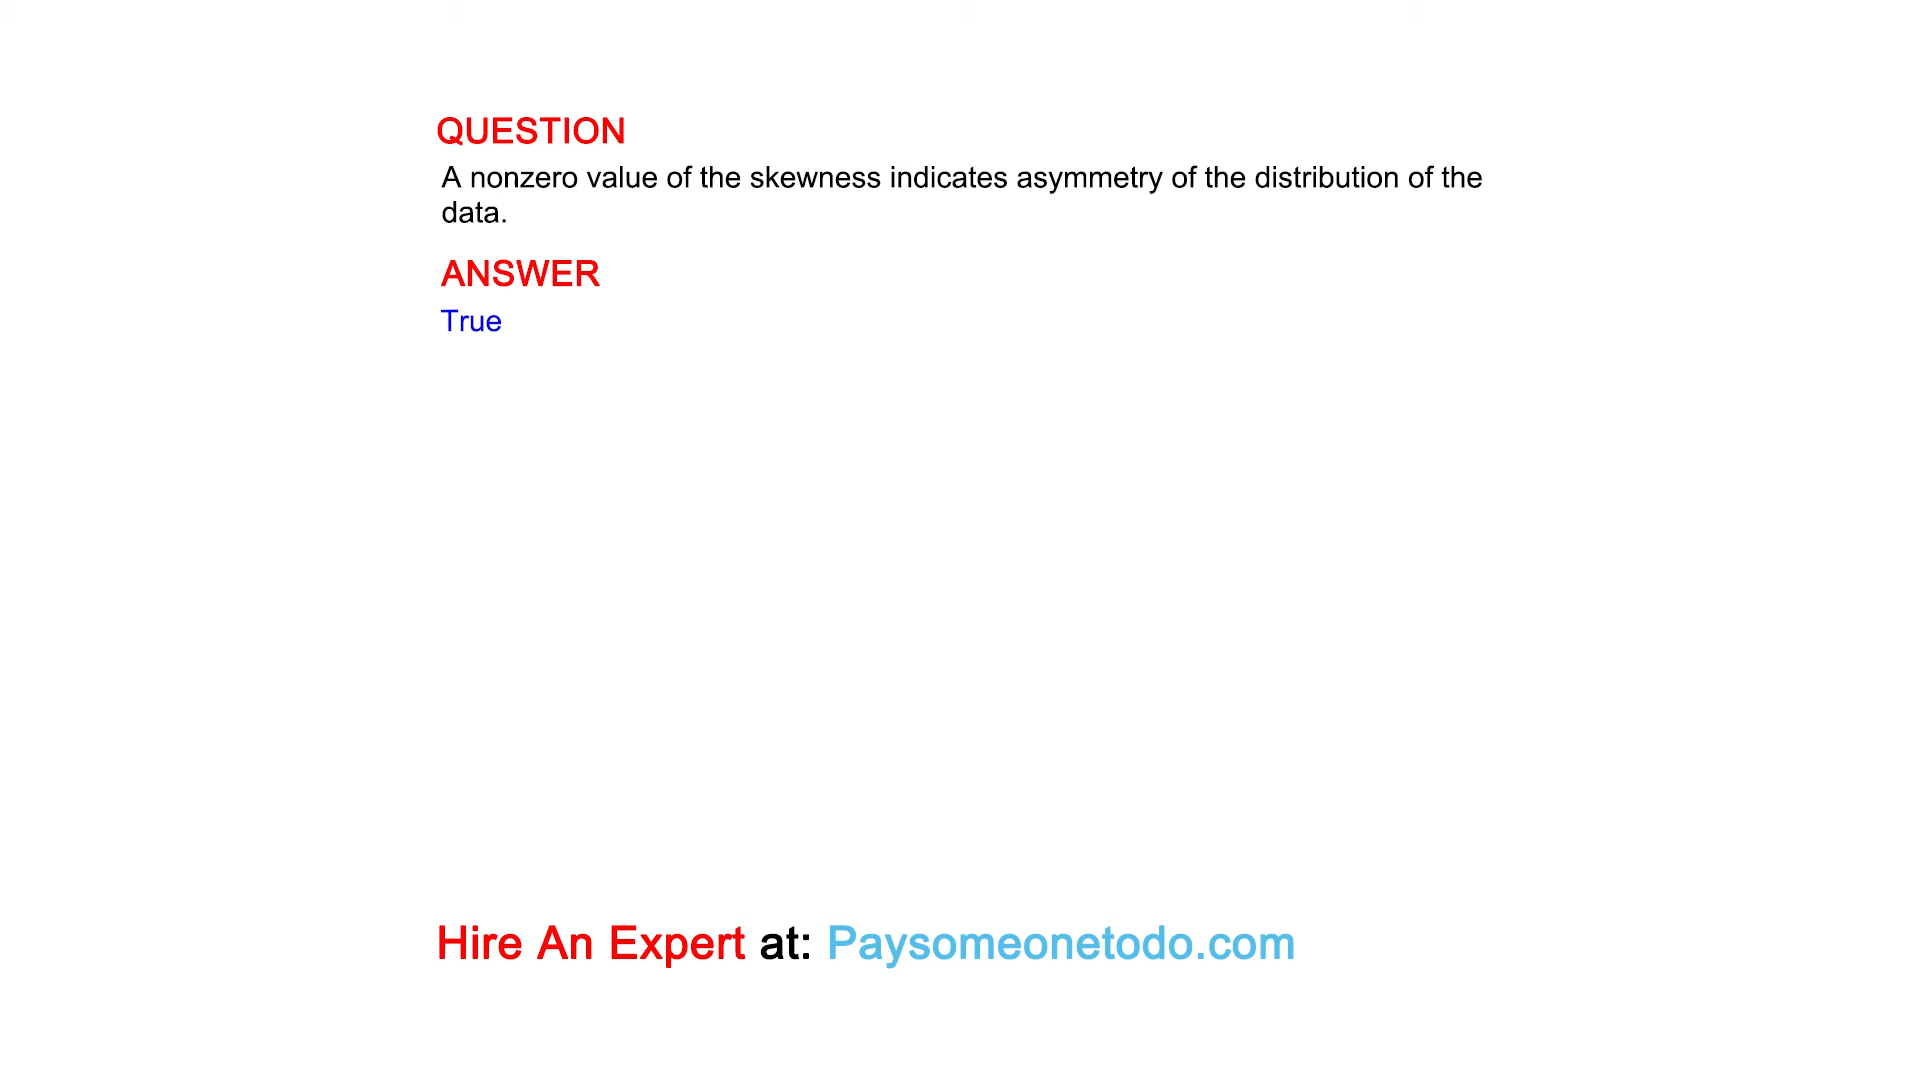 QUESTION
A nonzero value of the skewness indicates asymmetry of the distribution of the
data.
ANSWER
True
Hire An Expert at: Paysomeonetodo.com